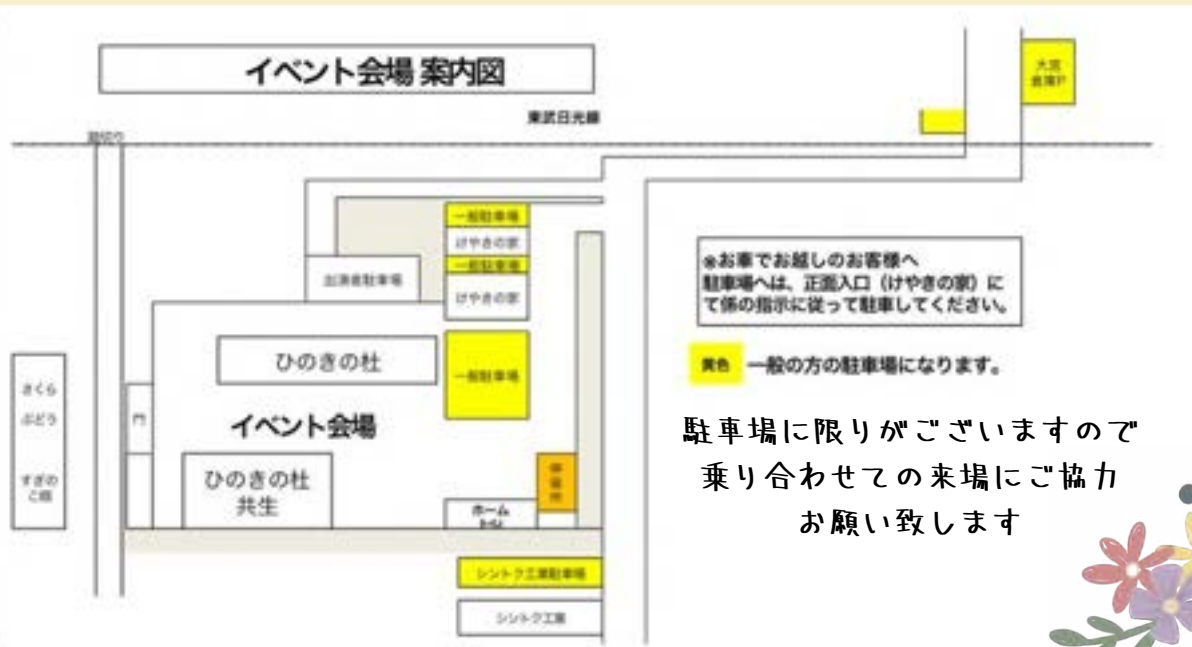 イベント会場 案内図
東武日光線
踏切り
大宮
倉庫P
一般駐車場
けやきの家
一般駐車場
けやきの家
出演者駐車場
※お車でお越しのお客様へ
駐車場へは、正面入口（けやきの家）に
て係の指示に従って駐車してください。
ひのきの杜
一般駐車場
黄色 一般の方の駐車場になります。
さくら
ぶどう
すぎの
門
イベント会場
ひのきの杜
共生
ホーム
シントク工業駐車場
シントク工業
駐車場に限りがございますので
乗り合わせての来場にご協力
お願い致します